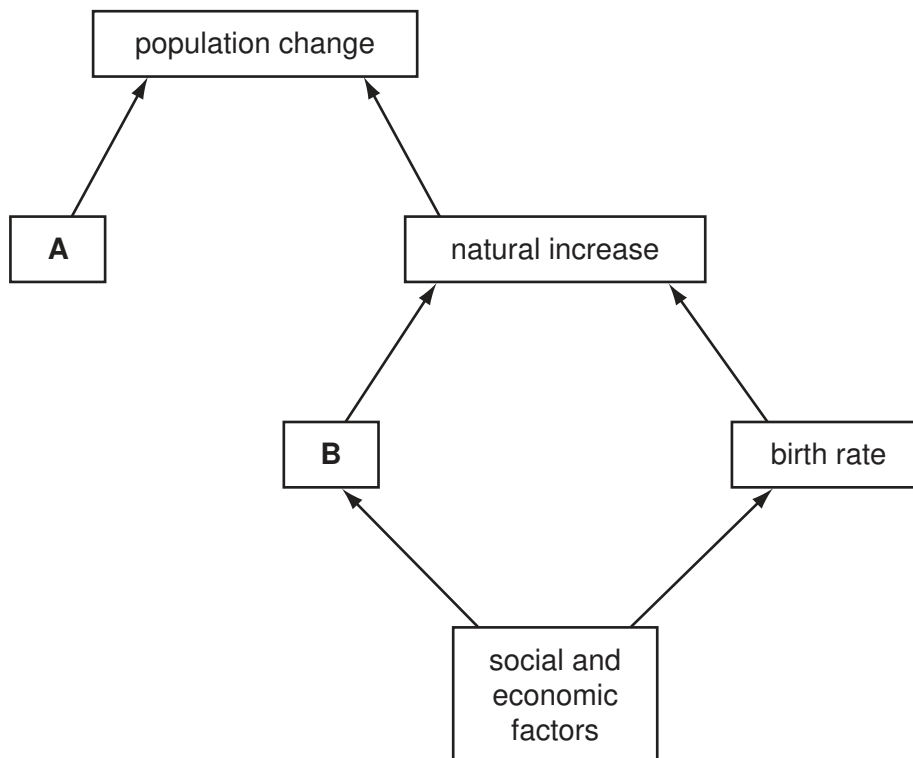 population change
A
natural increase
B
birth rate
social and
economic
factors